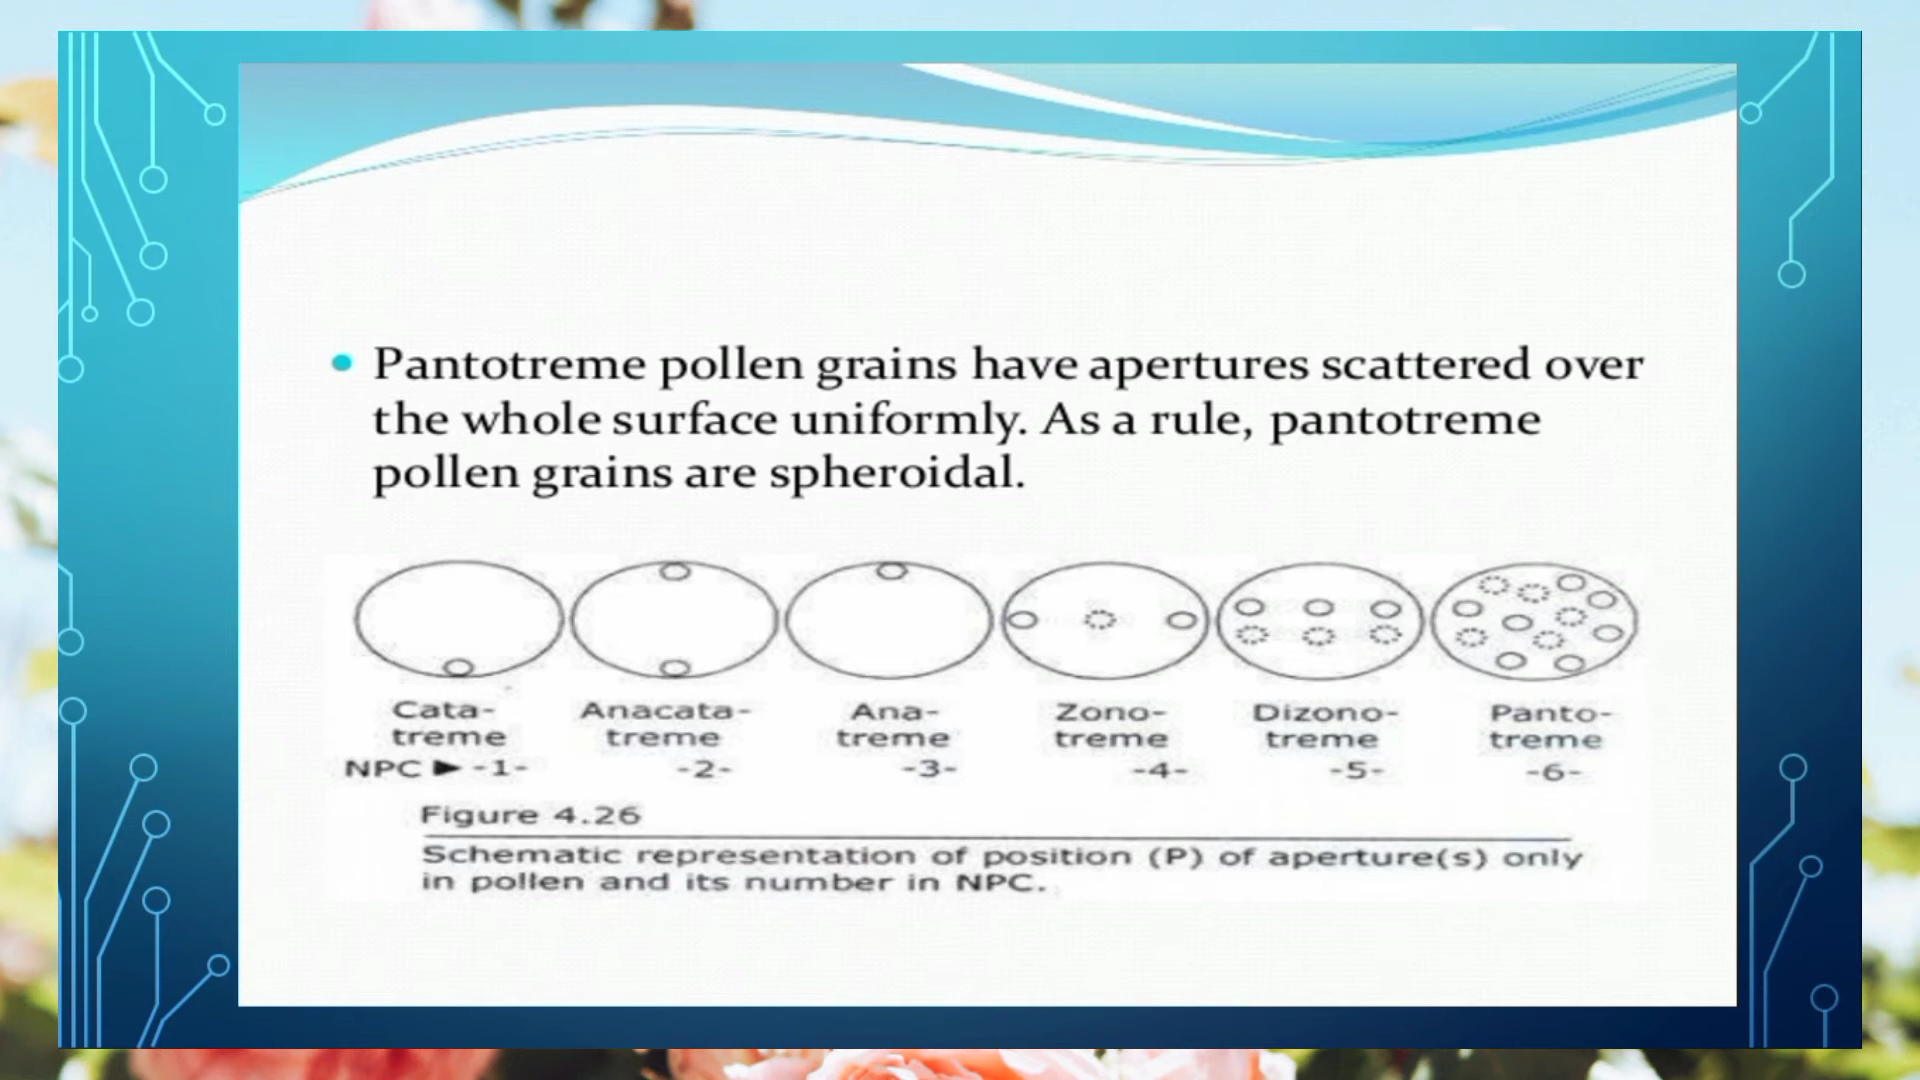 • Pantotreme pollen grains have apertures scattered over
the whole surface uniformly. As a rule, pantotreme
pollen grains are spheroidal.
Cata- Anacata- Ana- Zono- Dizono- Panto-
treme treme treme treme treme treme
NPC ► -1- -2- -3- -4- -5- -6-
Figure 4.26
Schematic representation of position (P) of aperture(s) only
in pollen and its number in NPC.